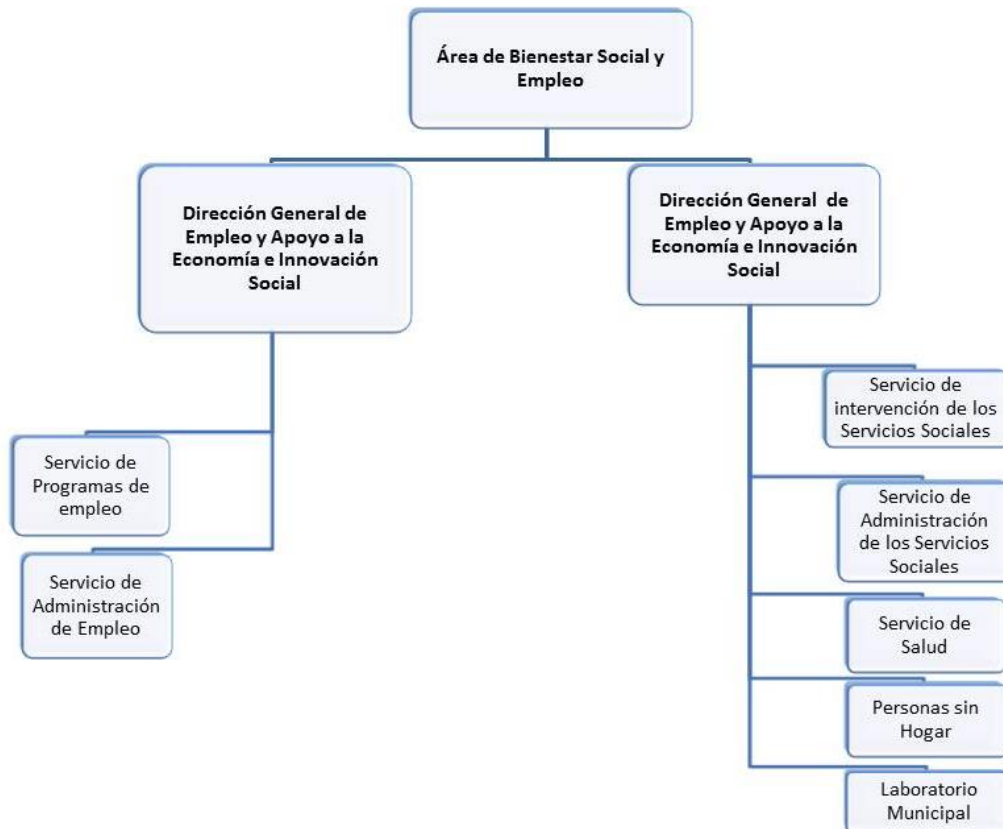 Área de Bienestar Social y
Empleo
Dirección General de
Empleo y Apoyo a la
Economía e Innovación
Social
Dirección General de
Empleo y Apoyo a la
Economía e Innovación
Social
Servicio de
Programas de
empleo
Servicio de
Administración
de Empleo
Servicio de
intervención de los
Servicios Sociales
Servicio de
Administración
de los Servicios
Sociales
Servicio de
Salud
Personas sin
Hogar
Laboratorio
Municipal